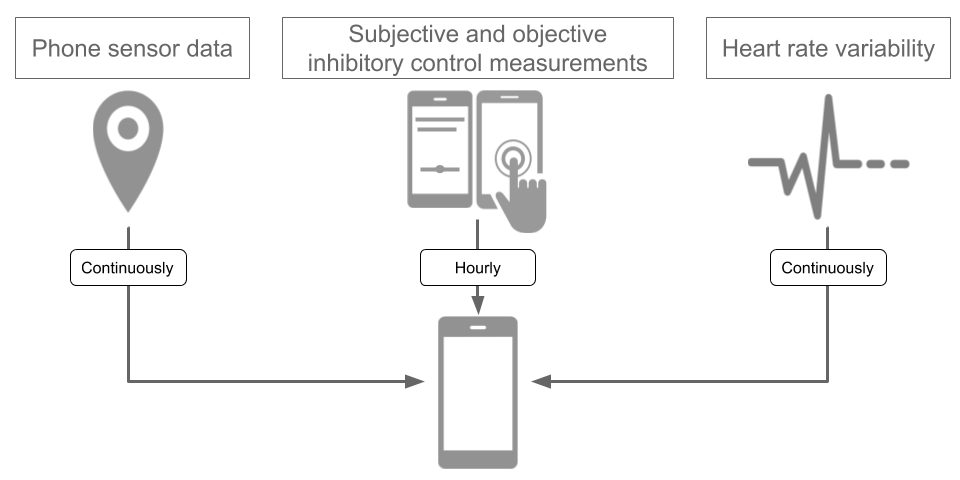 Phone sensor data
Subjective and objective
inhibitory control measurements
Heart rate variability
Continuously
Hourly
Continuously